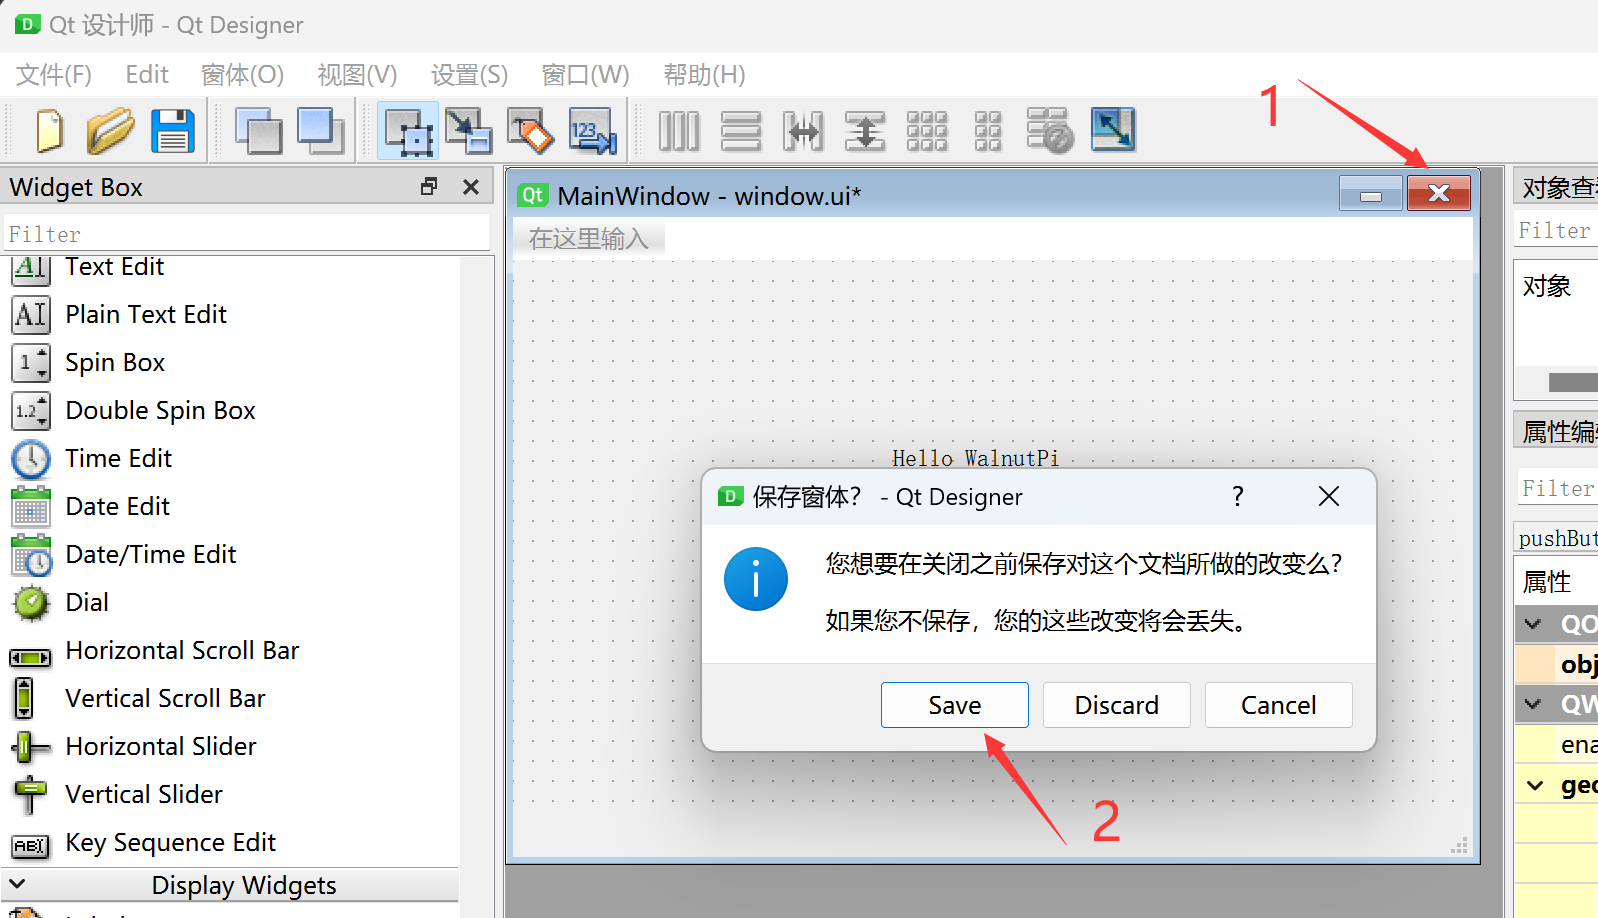 Qt 设计师 - Qt Designer
文件(F) Edit 窗体(O) 视图(V) 设置(S) 窗口(W) 帮助(H)
1
Widget Box
Filter
Text Edit
Plain Text Edit
Spin Box
Double Spin Box
Time Edit
Date Edit
Date/Time Edit
Dial
Horizontal Scroll Bar
Vertical Scroll Bar
Horizontal Slider
Vertical Slider
Key Sequence Edit
Display Widgets
MainWindow - window.ui*
在这里输入
Hello WalnutPi
保存窗体? - Qt Designer
?
您想要在关闭之前保存对这个文档所做的改变么?
如果您不保存，您的这些改变将会丢失。
Save Discard Cancel
2
对象查
Filter
对象
属性编
Filter
pushBut
属性
QO
obj
QW
ena
geo